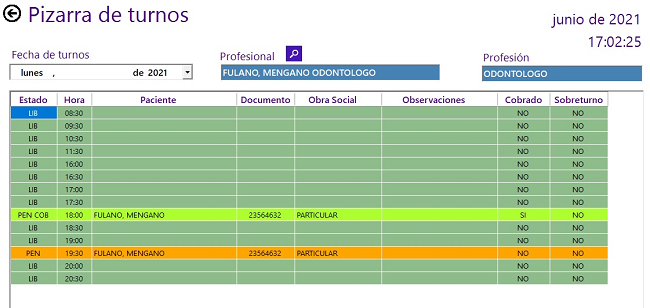 Pizarra de turnos
junio de 2021
17:02:25
Fecha de turnos
Profesional
Profesión
lunes , de 2021
FULANO, MENGANO ODONTOLOGO
ODONTOLOGO
Estado Hora Paciente Documento Obra Social Observaciones Cobrado Sobreturno
LIB 08:30 NO NO
LIB 09:30 NO NO
LIB 10:30 NO NO
LIB 11:30 NO NO
LIB 16:00 NO NO
LIB 16:30 NO NO
LIB 17:00 NO NO
LIB 17:30 NO NO
PEN COB 18:00 FULANO, MENGANO 23564632 PARTICULAR SI NO
LIB 18:30 NO NO
LIB 19:00 NO NO
PEN 19:30 FULANO, MENGANO 23564632 PARTICULAR NO NO
LIB 20:00 NO NO
LIB 20:30 NO NO